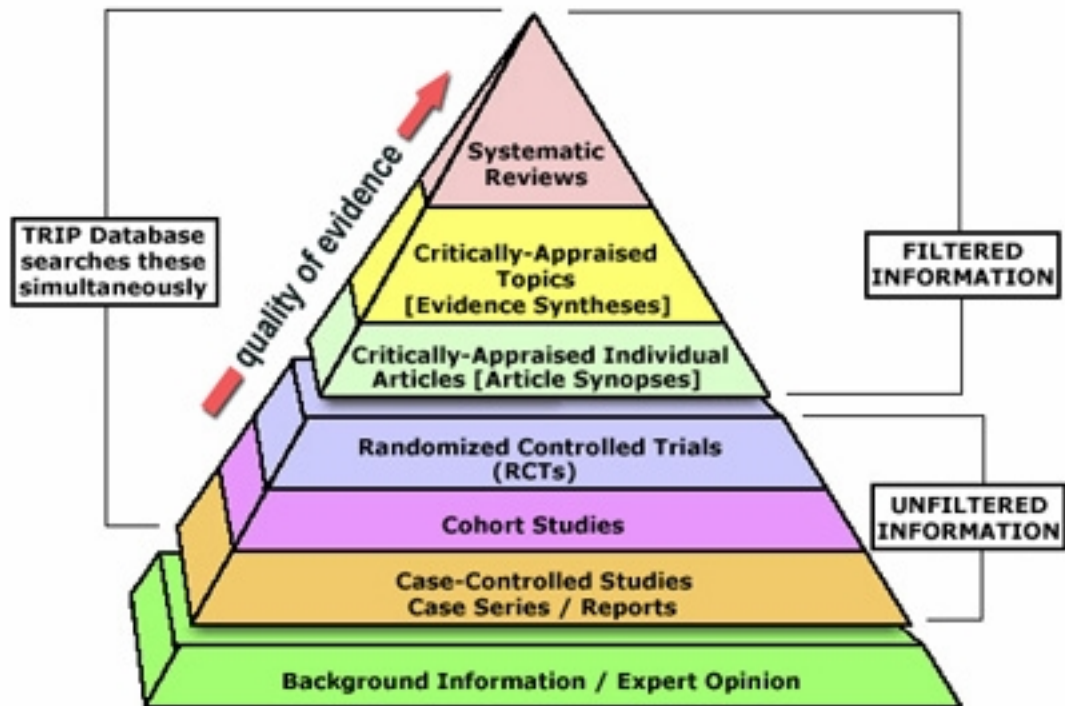 Systematic
Reviews
quality of evidence
TRIP Database
searches these
simultaneously
Critically-Appraised
Topics
[Evidence Syntheses]
FILTERED
INFORMATION
Critically-Appraised Individual
Articles [Article Synopses]
Randomized Controlled Trials
(RCTs)
UNFILTERED
INFORMATION
Cohort Studies
Case-Controlled Studies
Case Series / Reports
Background Information / Expert Opinion